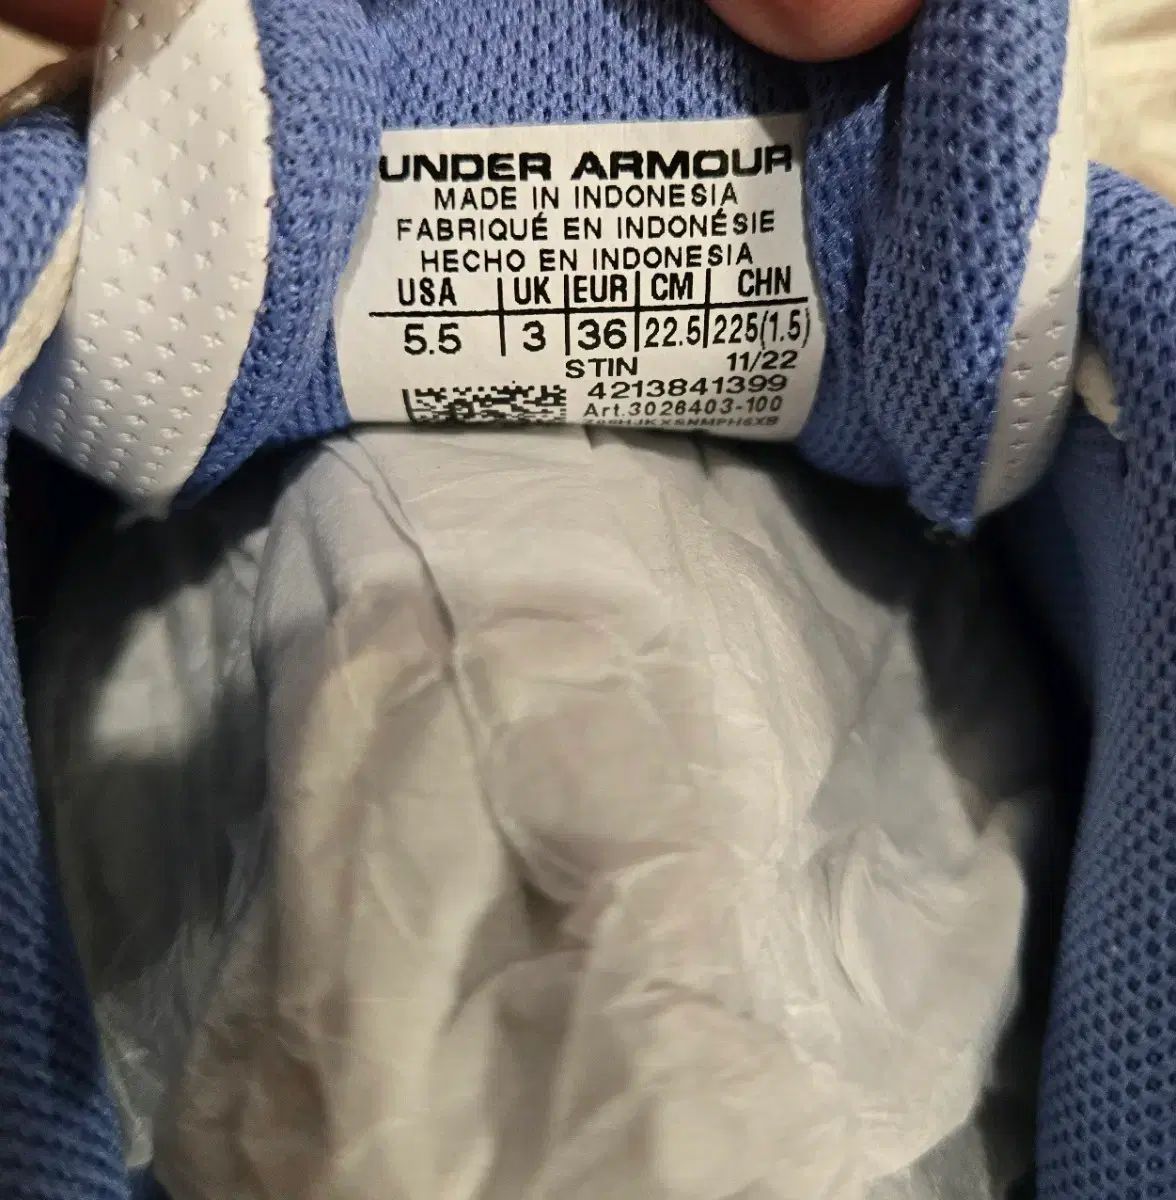 UNDER ARMOUR
MADE IN INDONESIA
FABRIQUÉ EN INDONÉSIE
HECHO EN INDONESIA
USA UK EUR CM CHN
5.5 3 36 22.5 225(1.5)
STIN 11/22
4213841399
Art.3026403-100